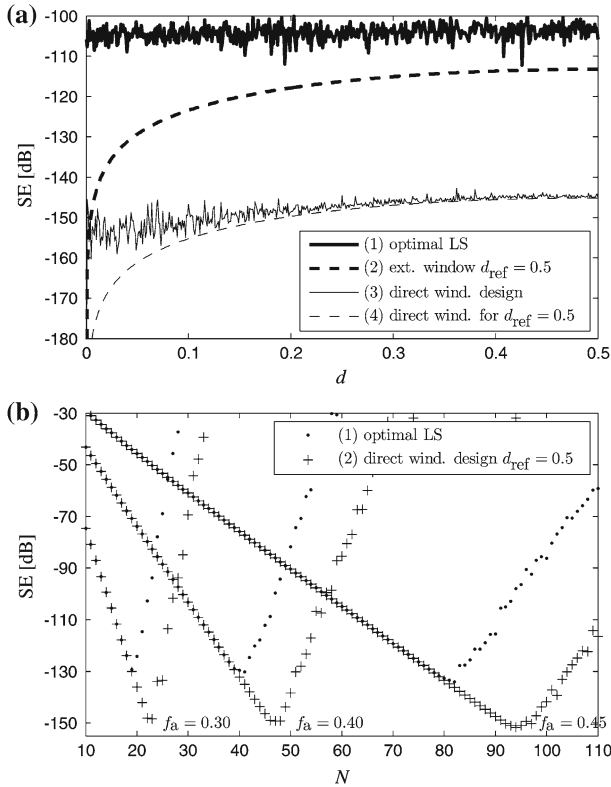 (a)
-100
-110
-120
-130
-140
-150
-160
-170
-180
SE [dB]
(1) optimal LS
(2) ext. window d_ref = 0.5
(3) direct wind. design
(4) direct wind. for d_ref = 0.5
0 0.1 0.2 0.3 0.4 0.5
d
(b)
-30
-50
-70
-90
-110
-130
-150
SE [dB]
(1) optimal LS
(2) direct wind. design d_ref = 0.5
f_a = 0.30 f_a = 0.40 f_a = 0.45
10 20 30 40 50 60 70 80 90 100 110
N